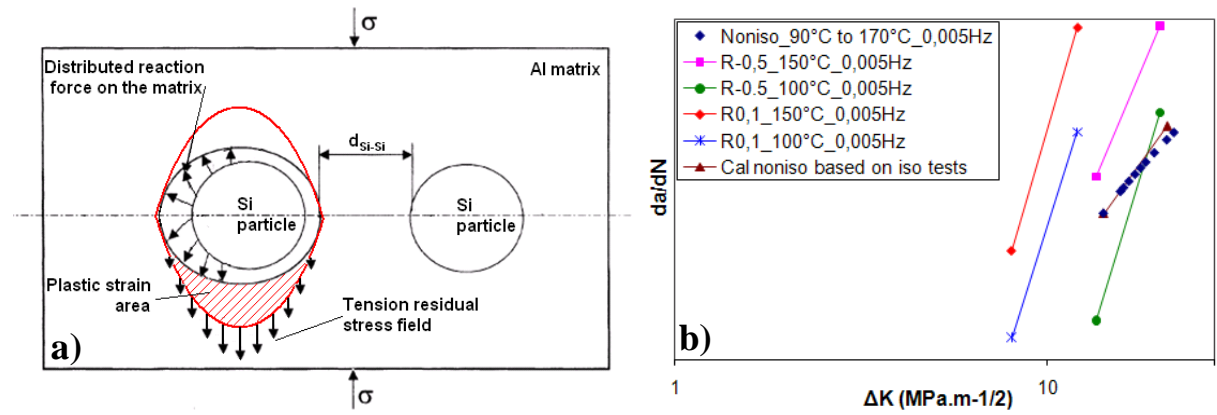 σ
Distributed reaction
force on the matrix
Al matrix
dSi-Si
Si
particle
Si
particle
Plastic strain
area
Tension residual
stress field
a)
σ
Noniso_90°C to 170°C_0,005Hz
R-0,5_150°C_0,005Hz
R-0.5_100°C_0,005Hz
R0,1_150°C_0,005Hz
R0,1_100°C_0,005Hz
Cal noniso based on iso tests
da/dN
b)
1
10
ΔK (MPa.m-1/2)